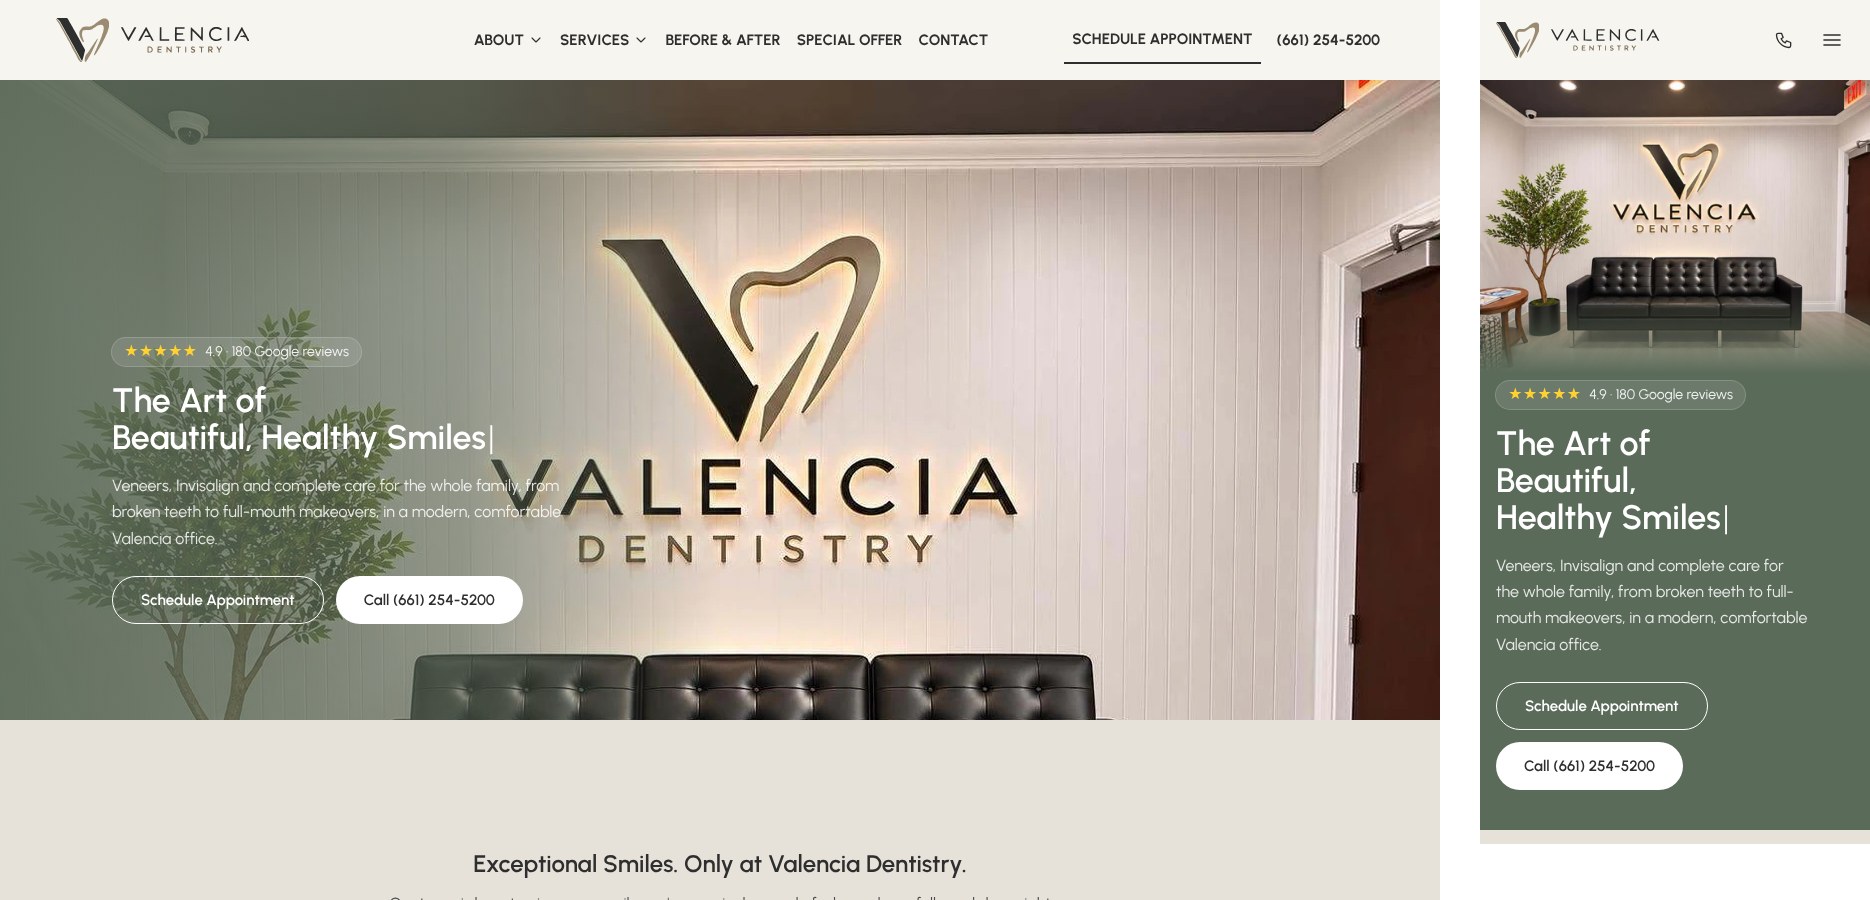 VALENCIA
DENTISTRY
ABOUT
SERVICES
BEFORE & AFTER
SPECIAL OFFER
CONTACT
SCHEDULE APPOINTMENT
(661) 254-5200
VALENCIA
DENTISTRY
4.9 · 180 Google reviews
The Art of
Beautiful, Healthy Smiles|
Veneers, Invisalign and complete care for the whole family, from
broken teeth to full-mouth makeovers, in a modern, comfortable
Valencia office.
Schedule Appointment
Call (661) 254-5200
Exceptional Smiles. Only at Valencia Dentistry.
VALENCIA
DENTISTRY
EXIT
VALENCIA
DENTISTRY
4.9 · 180 Google reviews
The Art of
Beautiful,
Healthy Smiles|
Veneers, Invisalign and complete care for
the whole family, from broken teeth to full-
mouth makeovers, in a modern, comfortable
Valencia office.
Schedule Appointment
Call (661) 254-5200